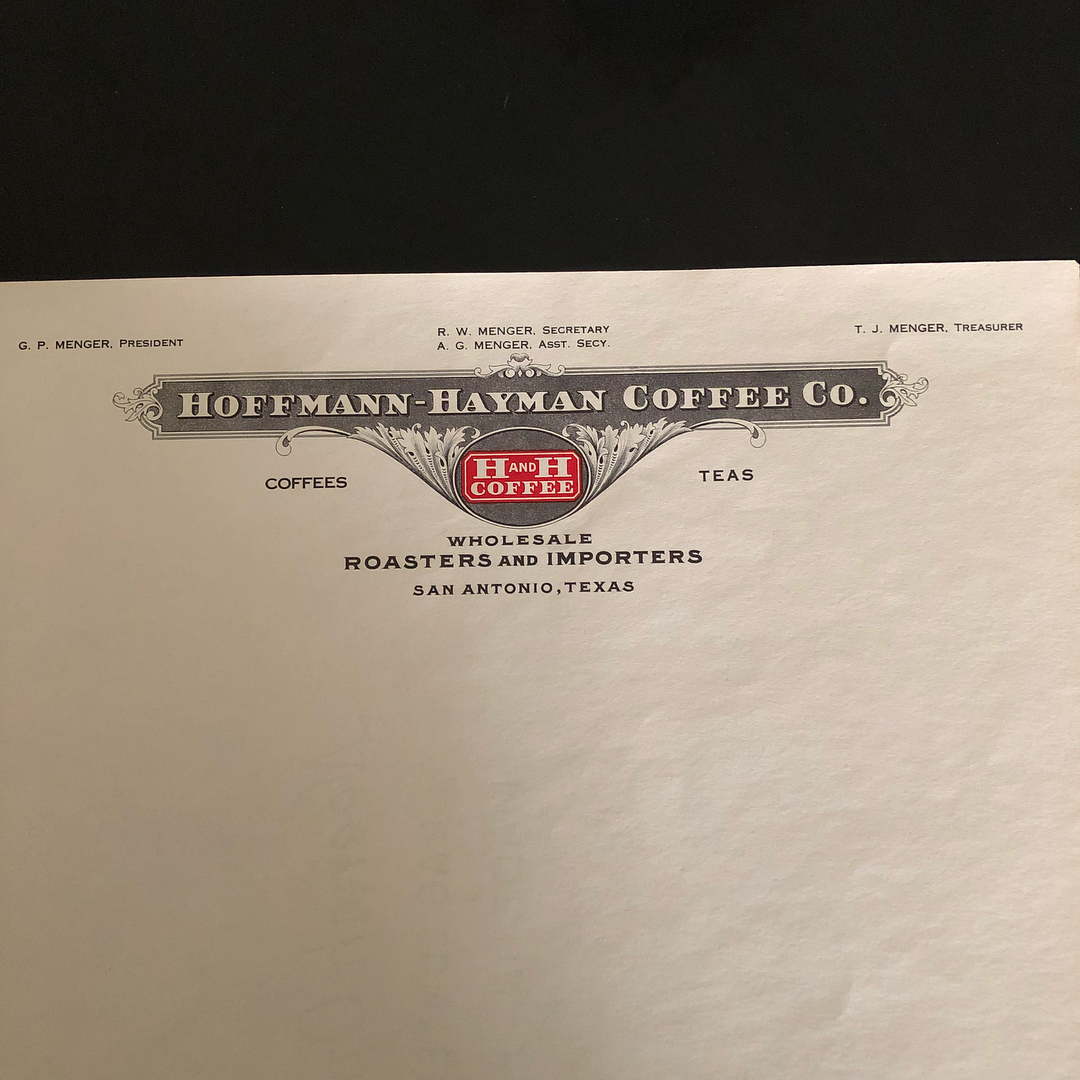 G. P. MENGER, PRESIDENT
R. W. MENGER, SECRETARY
A. G. MENGER, ASST. SECY.
T. J. MENGER, TREASURER
HOFFMANN-HAYMAN COFFEE CO.
COFFEES
H AND H
COFFEE
TEAS
WHOLESALE
ROASTERS AND IMPORTERS
SAN ANTONIO, TEXAS